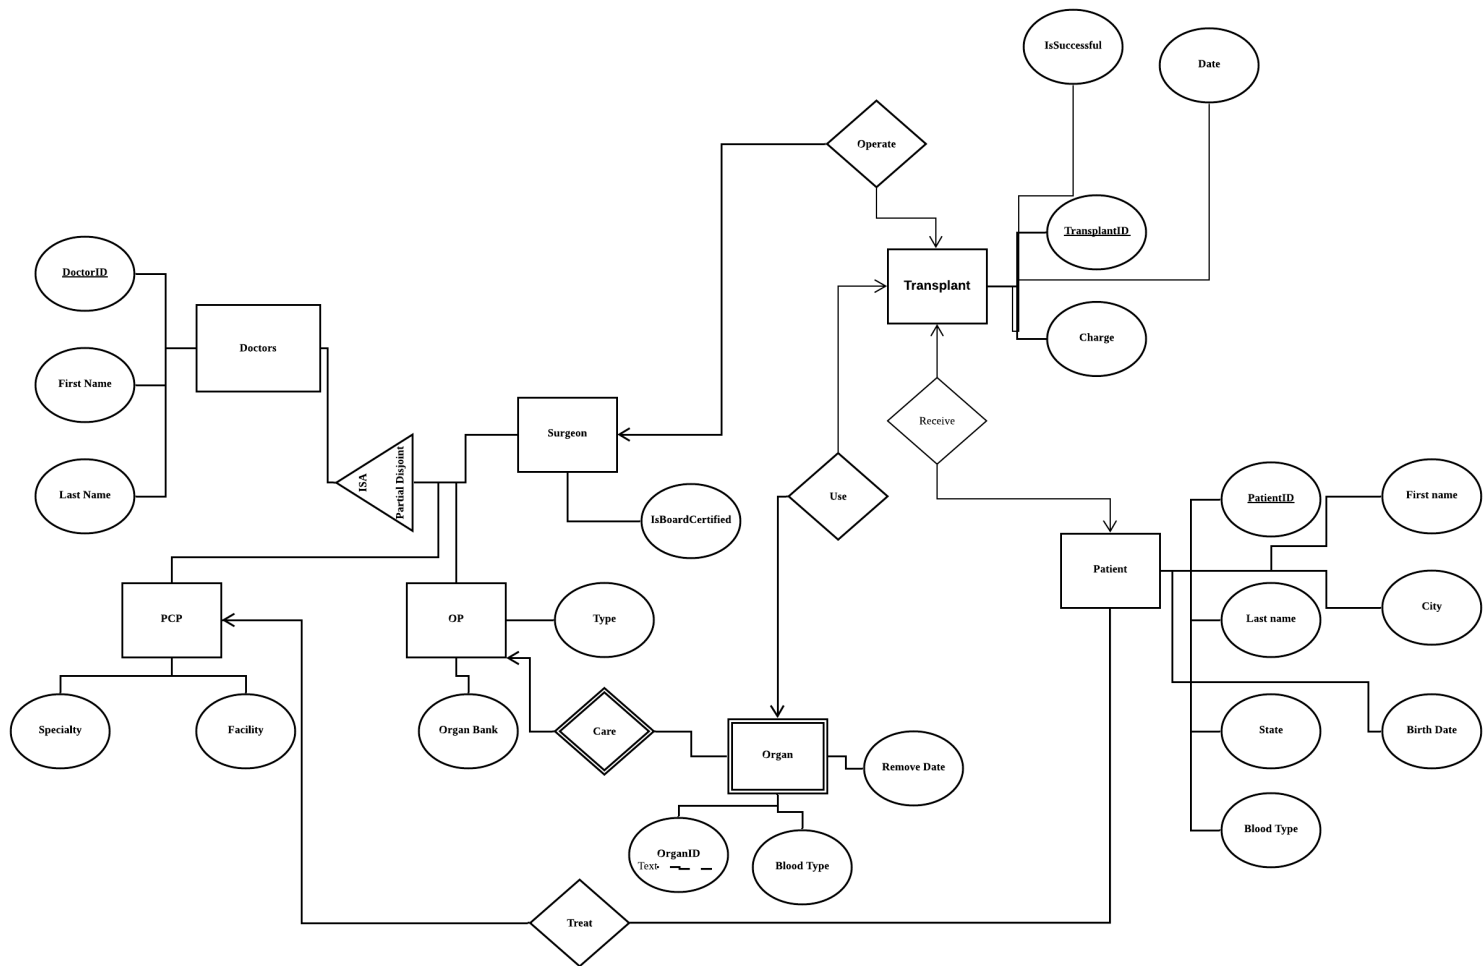 IsSuccessful
Date
Operate
TransplantID
DoctorID
Transplant
Charge
Doctors
First Name
Receive
Surgeon
Last Name
ISA
Partial Disjoint
Use
IsBoardCertified
PatientID
First name
Patient
PCP
OP
Type
Last name
City
Specialty
Facility
Organ Bank
Care
Organ
Remove Date
State
Birth Date
OrganID
Text
Blood Type
Blood Type
Treat